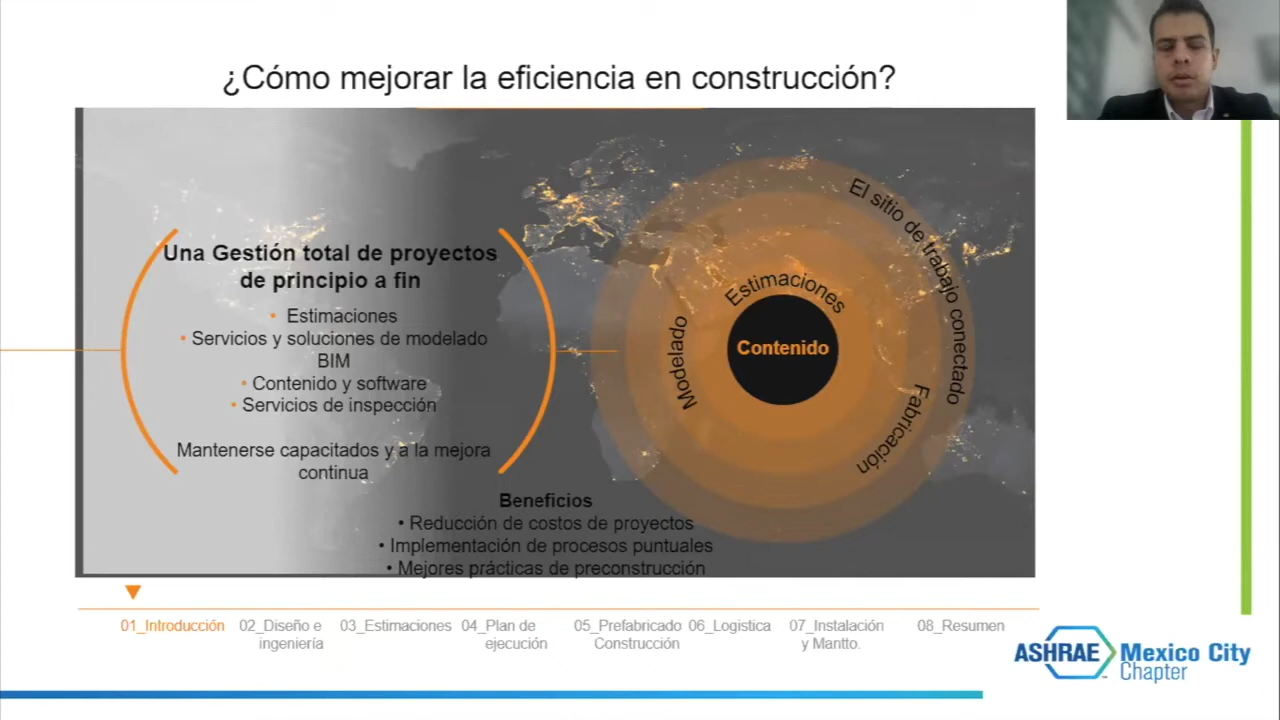 ¿Cómo mejorar la eficiencia en construcción?
Una Gestión total de proyectos
de principio a fin
• Estimaciones
• Servicios y soluciones de modelado
BIM
• Contenido y software
• Servicios de inspección
Mantenerse capacitados y a la mejora
continua
Beneficios
• Reducción de costos de proyectos
• Implementación de procesos puntuales
• Mejores prácticas de preconstrucción
El sitio de trabajo conectado
Estimaciones
Contenido
Modelado
Fabricación
01_Introducción
02_Diseño e
ingeniería
03_Estimaciones
04_Plan de
ejecución
05_Prefabricado
Construcción
06_Logistica
07_Instalación
y Mantto.
08_Resumen
ASHRAE Mexico City
Chapter